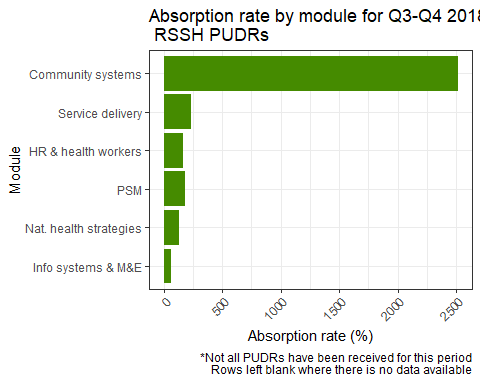 Absorption rate by module for Q3-Q4 2018
RSSH PUDRs
Community systems
Service delivery
HR & health workers
PSM
Nat. health strategies
Info systems & M&E
Module
0
500
1000
1500
2000
2500
Absorption rate (%)
*Not all PUDRs have been received for this period
Rows left blank where there is no data available